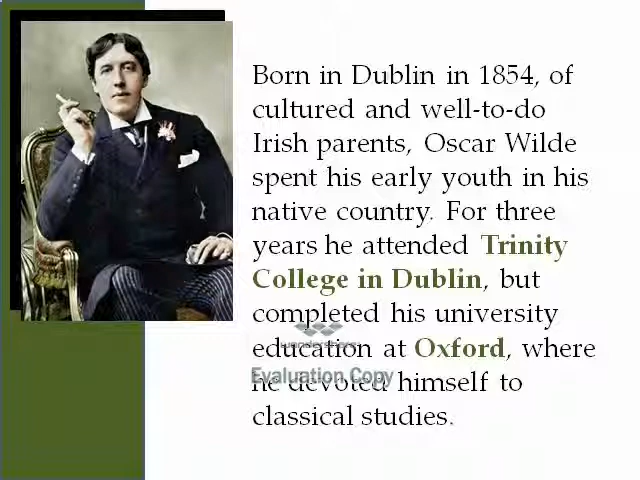 Born in Dublin in 1854, of
cultured and well-to-do
Irish parents, Oscar Wilde
spent his early youth in his
native country. For three
years he attended Trinity
College in Dublin, but
completed his university
wondershare
education at Oxford, where
Evaluation Copy
he devoted himself to
classical studies.